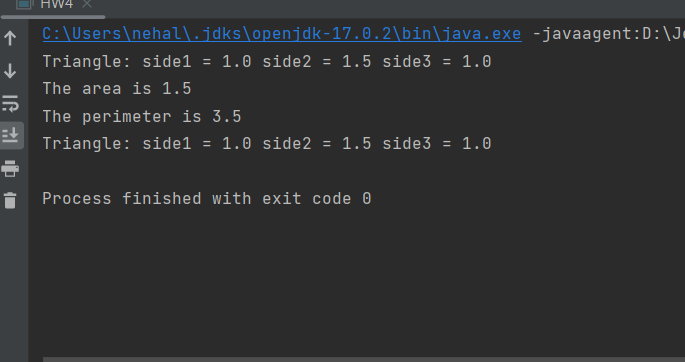 HW4
C:\Users\nehal\.jdks\openjdk-17.0.2\bin\java.exe -javaagent:D:\J
Triangle: side1 = 1.0 side2 = 1.5 side3 = 1.0
The area is 1.5
The perimeter is 3.5
Triangle: side1 = 1.0 side2 = 1.5 side3 = 1.0
Process finished with exit code 0